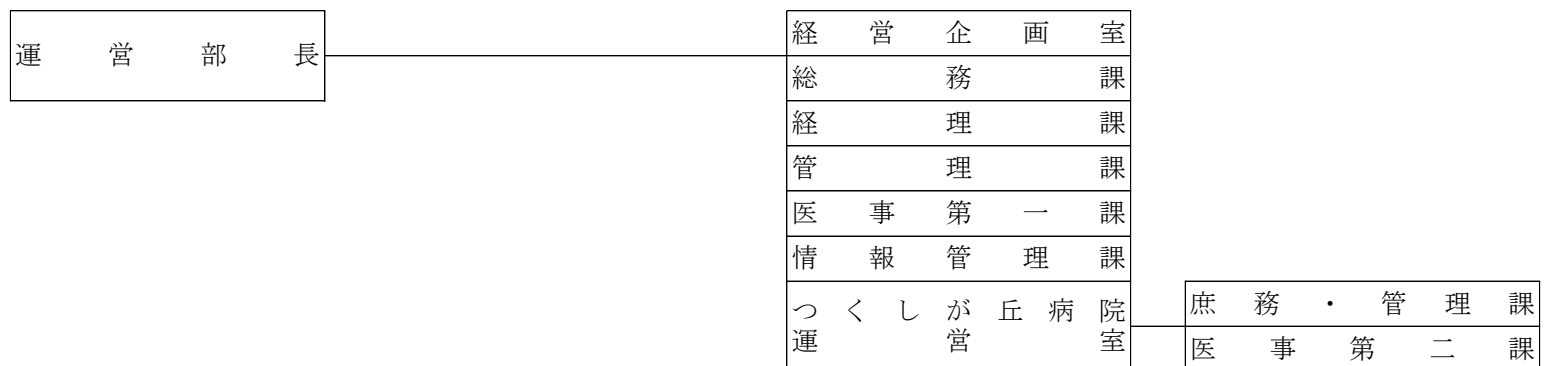 運営部長
経営企画室
総務課
経理課
管理課
医事第一課
情報管理課
つくしが丘病院
運営室
庶務・管理課
医事第二課